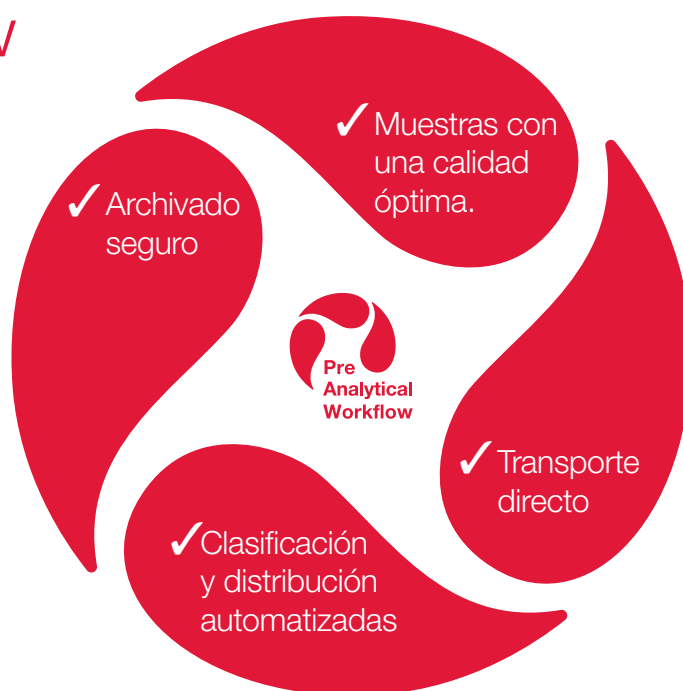 ✓ Muestras con
una calidad
óptima.
✓ Archivado
seguro
Pre
Analytical
Workflow
✓ Transporte
directo
✓ Clasificación
y distribución
automatizadas